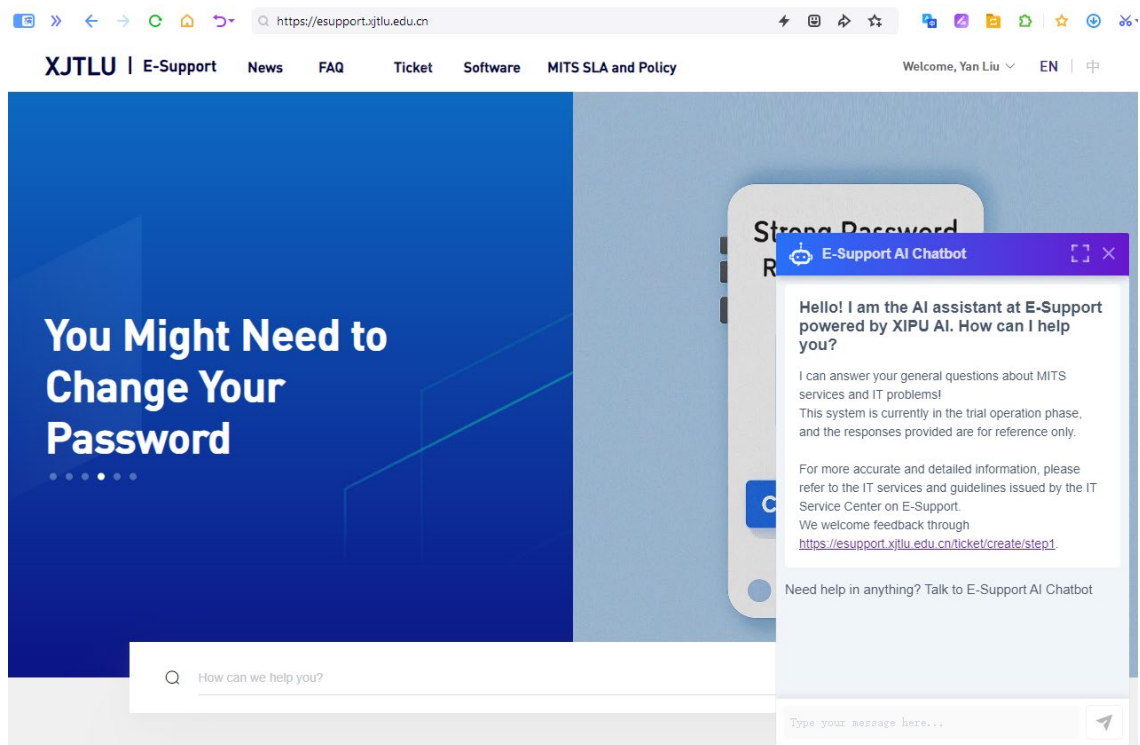 https://esupport.xjtlu.edu.cn
XJTLU | E-Support News FAQ Ticket Software MITS SLA and Policy Welcome, Yan Liu EN 中
You Might Need to
Change Your
Password
Strong Password
R
C
E-Support AI Chatbot
Hello! I am the AI assistant at E-Support
powered by XIPU AI. How can I help
you?
I can answer your general questions about MITS
services and IT problems!
This system is currently in the trial operation phase,
and the responses provided are for reference only.
For more accurate and detailed information, please
refer to the IT services and guidelines issued by the IT
Service Center on E-Support.
We welcome feedback through
https://esupport.xjtlu.edu.cn/ticket/create/step1.
Need help in anything? Talk to E-Support AI Chatbot
How can we help you?
Type your message here...